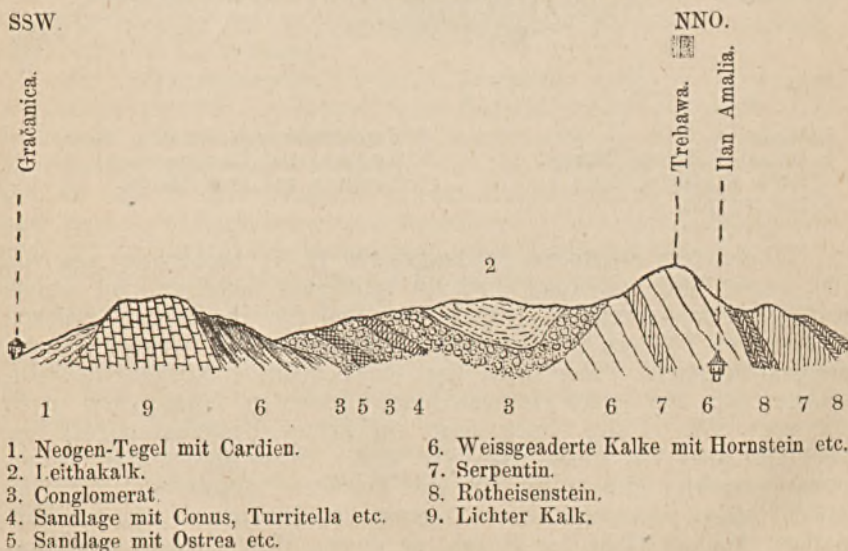 SSW.
NNO.
Gračanica.
Trebawa.
Ilan Amalia.
2
1 9 6 3 5 3 4 3 6 7 6 8 7 8
1. Neogen-Tegel mit Cardien.
2. Leithakalk.
3. Conglomerat
4. Sandlage mit Conus, Turritella etc.
5. Sandlage mit Ostrea etc.
6. Weissgeaderte Kalke mit Hornstein etc.
7. Serpentin.
8. Rotheisenstein.
9. Lichter Kalk.